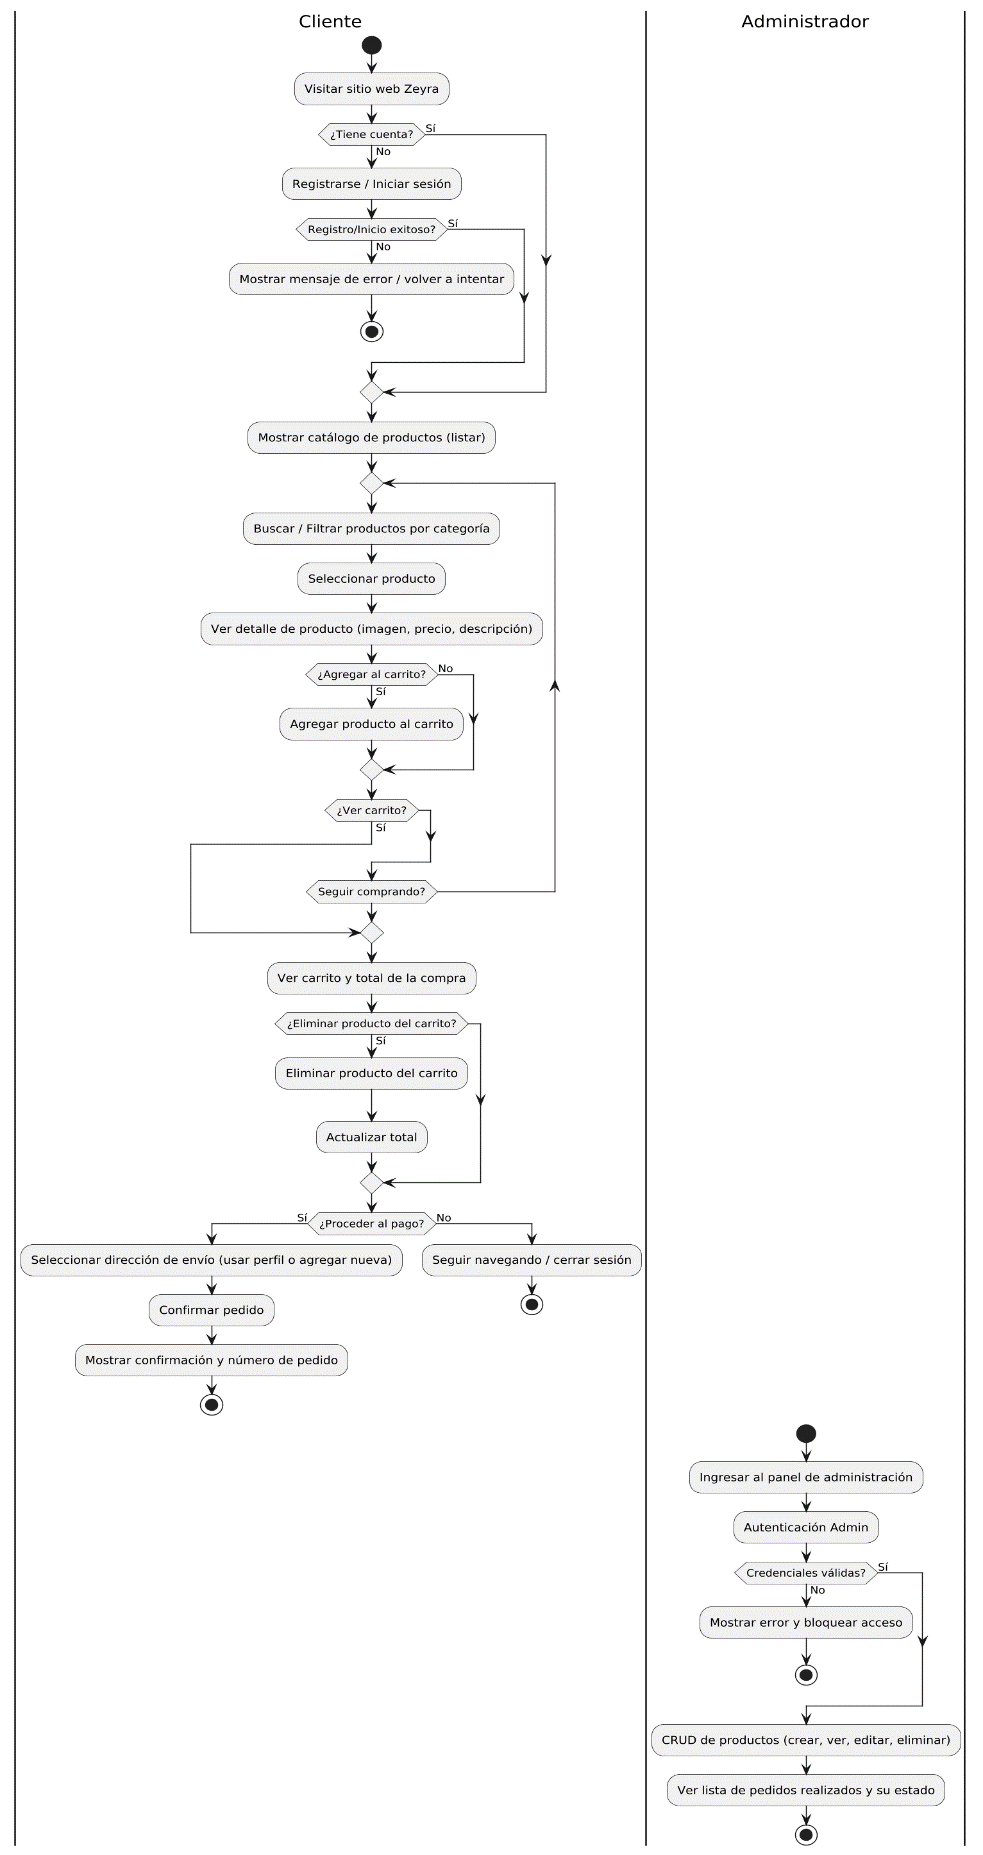 Cliente
Administrador
Visitar sitio web Zeyra
¿Tiene cuenta?
Sí
No
Registrarse / Iniciar sesión
Registro/Inicio exitoso?
Sí
No
Mostrar mensaje de error / volver a intentar
Mostrar catálogo de productos (listar)
Buscar / Filtrar productos por categoría
Seleccionar producto
Ver detalle de producto (imagen, precio, descripción)
¿Agregar al carrito?
No
Sí
Agregar producto al carrito
¿Ver carrito?
Sí
Seguir comprando?
Ver carrito y total de la compra
¿Eliminar producto del carrito?
Sí
Eliminar producto del carrito
Actualizar total
Sí
¿Proceder al pago?
No
Seleccionar dirección de envío (usar perfil o agregar nueva)
Seguir navegando / cerrar sesión
Confirmar pedido
Mostrar confirmación y número de pedido
Ingresar al panel de administración
Autenticación Admin
Credenciales válidas?
Sí
No
Mostrar error y bloquear acceso
CRUD de productos (crear, ver, editar, eliminar)
Ver lista de pedidos realizados y su estado